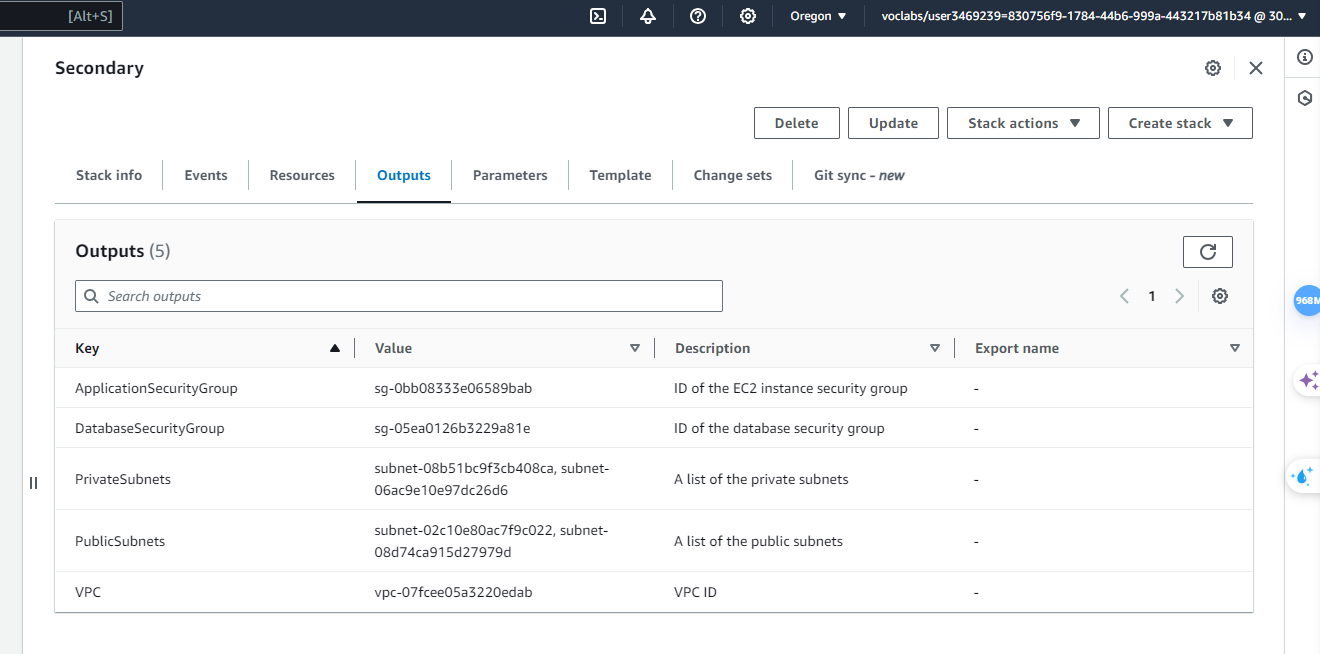 [Alt+S]
Oregon
voclabs/user3469239=830756f9-1784-44b6-999a-443217b81b34 @ 30...
Secondary
Delete
Update
Stack actions
Create stack
Stack info
Events
Resources
Outputs
Parameters
Template
Change sets
Git sync - new
Outputs (5)
Search outputs
1
968M
Key
Value
Description
Export name
ApplicationSecurityGroup
sg-0bb08333e06589bab
ID of the EC2 instance security group
-
DatabaseSecurityGroup
sg-05ea0126b3229a81e
ID of the database security group
-
PrivateSubnets
subnet-08b51bc9f3cb408ca, subnet-
06ac9e10e97dc26d6
A list of the private subnets
-
PublicSubnets
subnet-02c10e80ac7f9c022, subnet-
08d74ca915d27979d
A list of the public subnets
-
VPC
vpc-07fcee05a3220edab
VPC ID
-